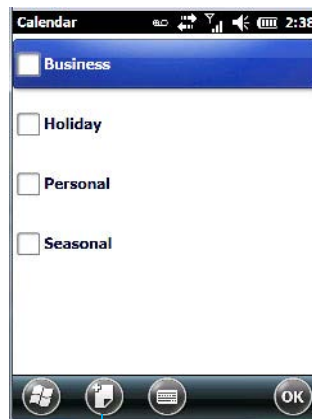 Calendar 2:38
Business
Holiday
Personal
Seasonal
OK